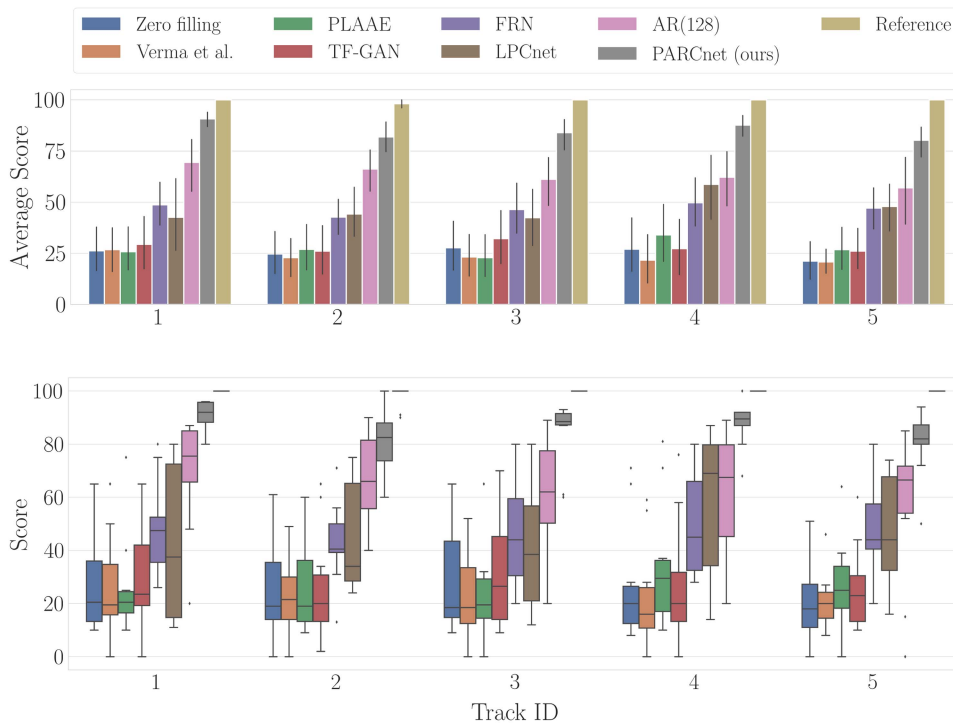 Zero filling PLAAE FRN AR(128) Reference
Verma et al. TF-GAN LPCnet PARCnet (ours)
100
75
50
25
0
Average Score
1 2 3 4 5
100
80
60
40
20
0
Score
1 2 3 4 5
Track ID